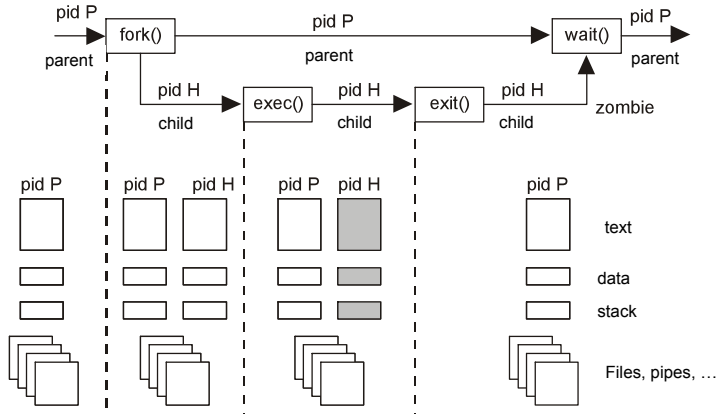 pid P
pid P
pid P
fork()
wait()
parent
parent
parent
pid H
pid H
pid H
exec()
exit()
child
child
child
zombie
pid P
pid P
pid H
pid P
pid H
pid P
text
data
stack
Files, pipes, ...